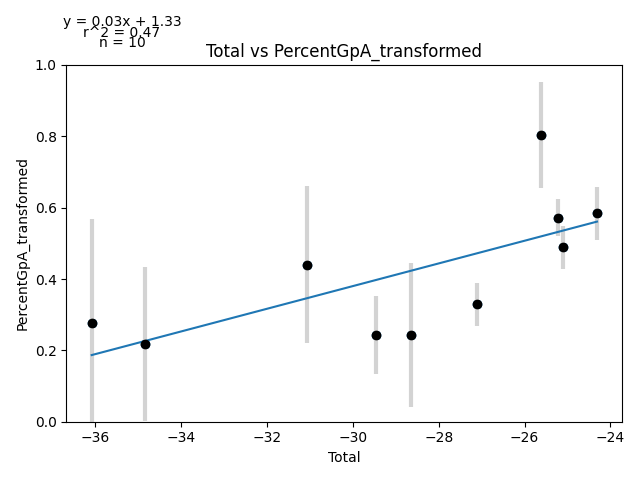 y = 0.03x + 1.33
r^2 = 0.47
n = 10
Total vs PercentGpA_transformed
1.0
0.8
0.6
0.4
0.2
0.0
PercentGpA_transformed
−36
−34
−32
−30
−28
−26
−24
Total